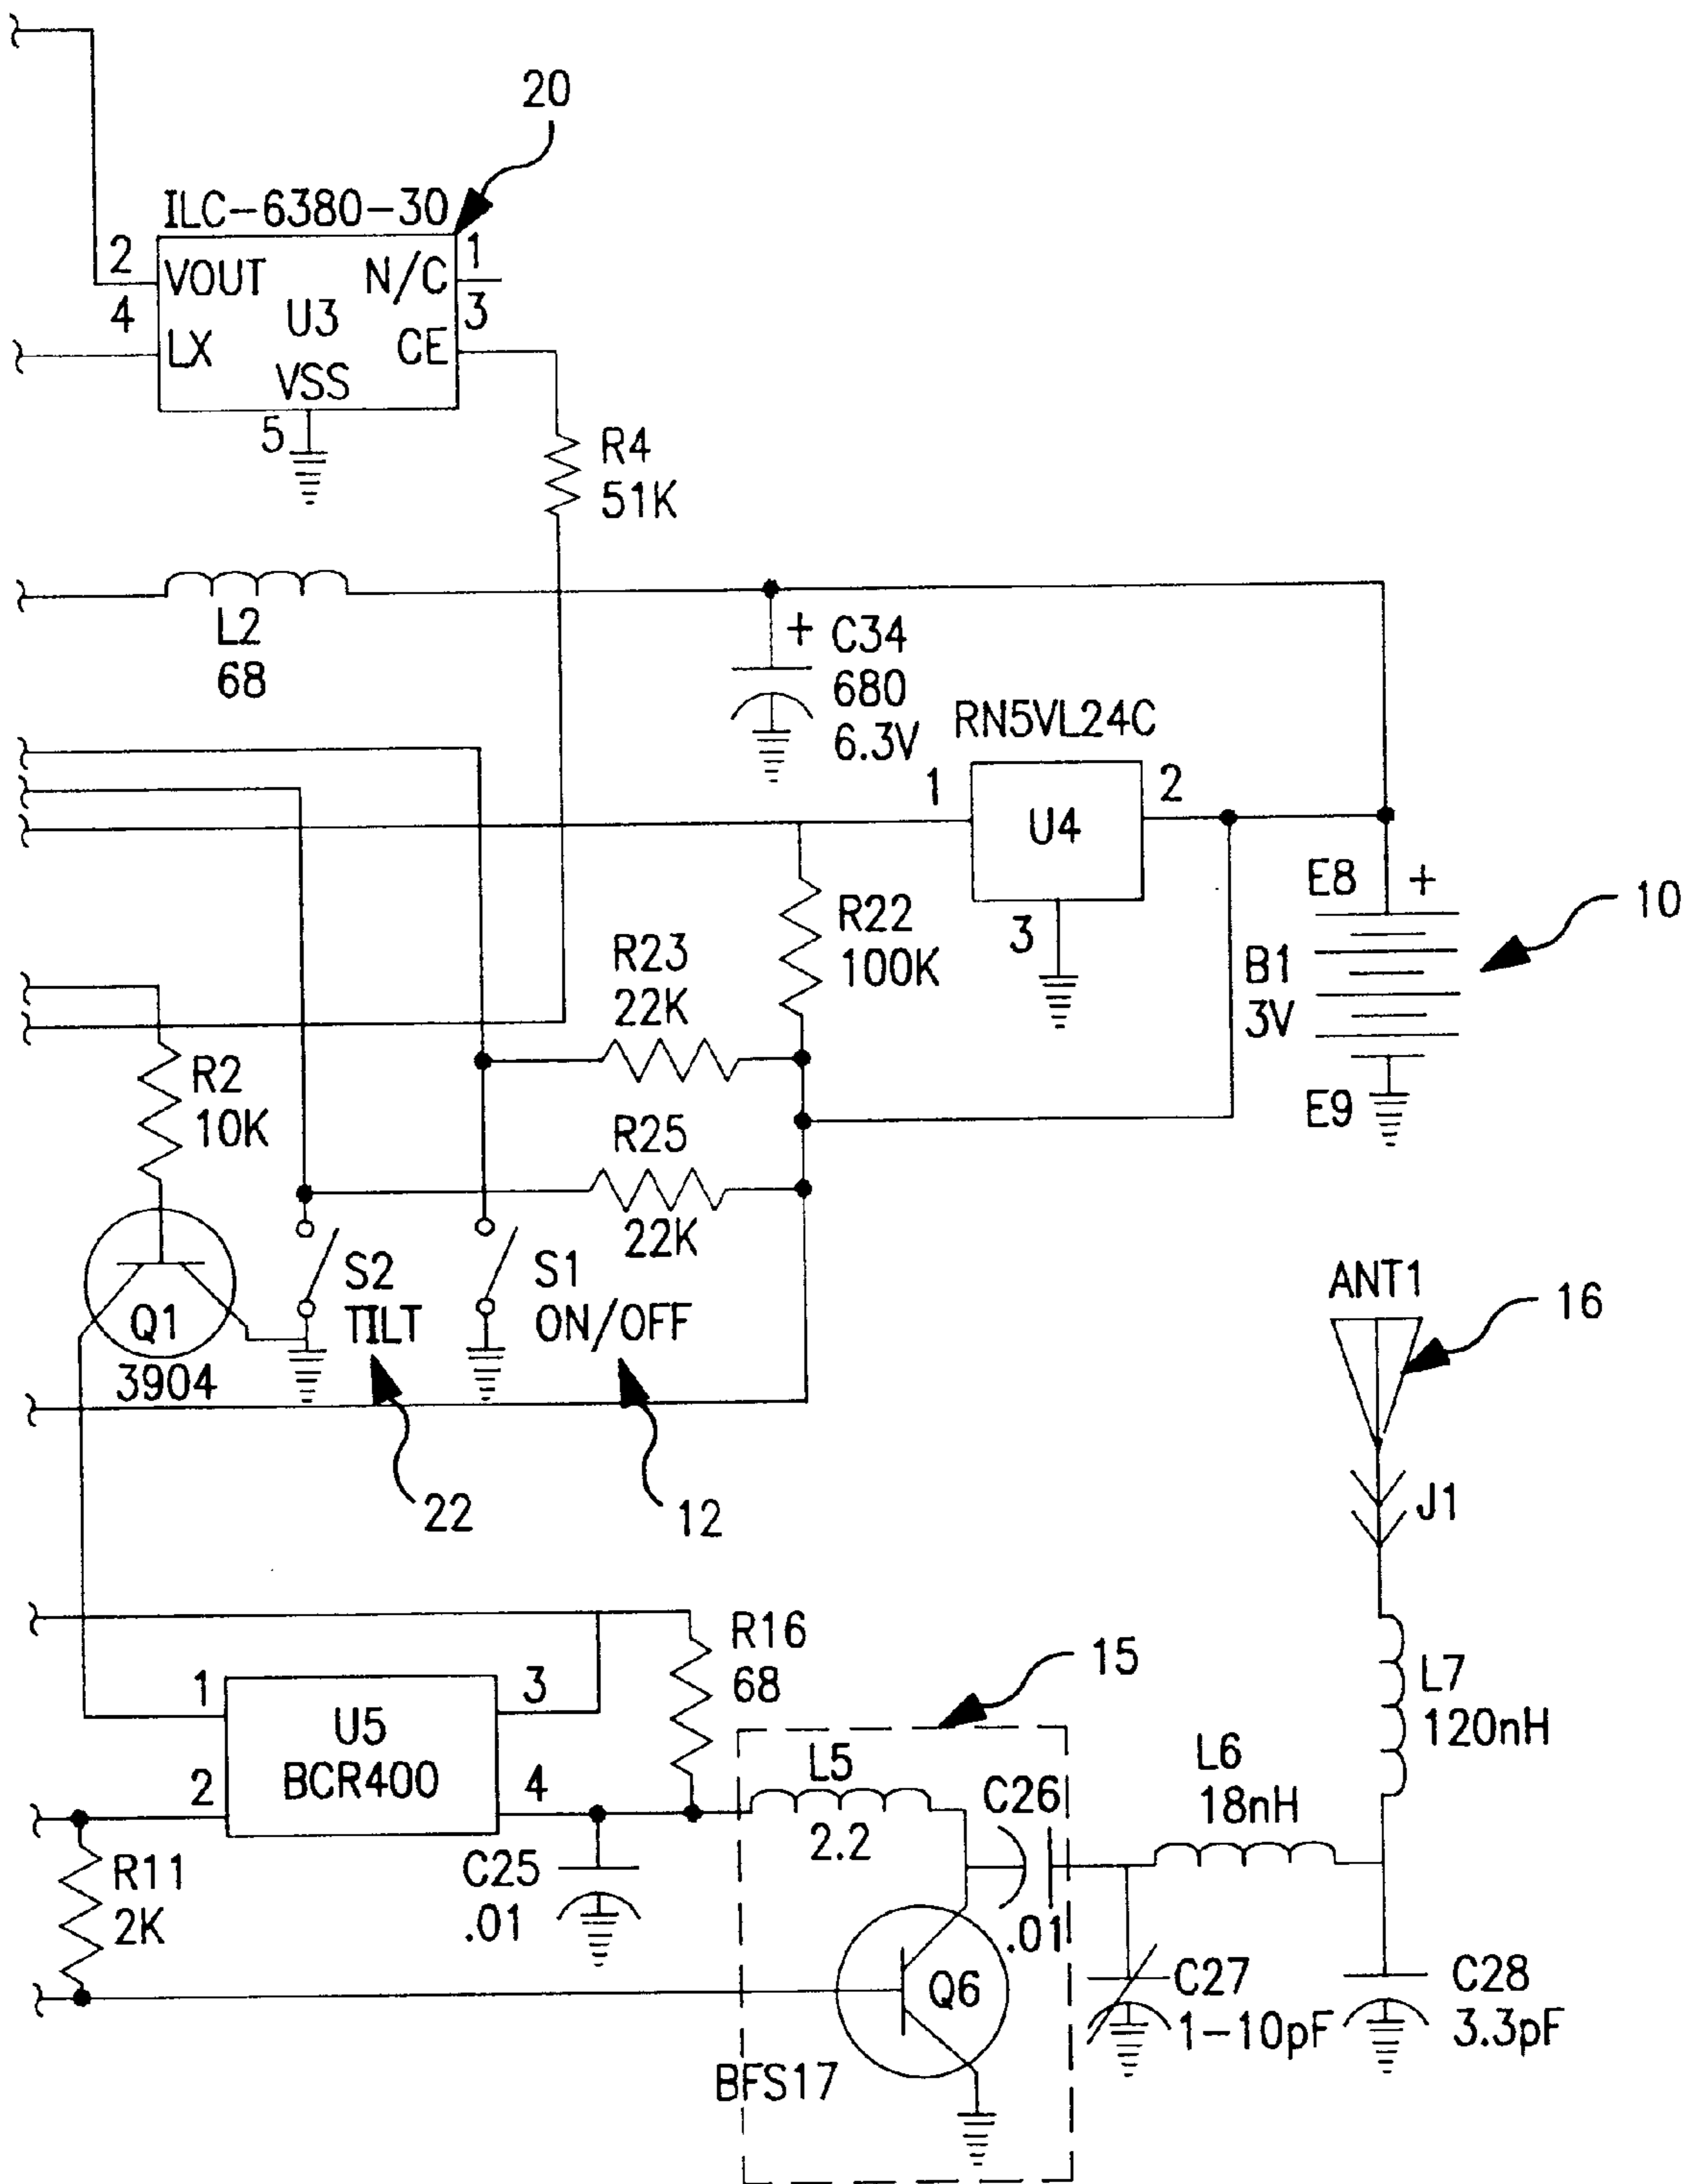 20
ILC-6380-30
2
VOUT
N/C
1
4
U3
3
LX
CE
VSS
5
R4
51K
L2
68
+
C34
680
6.3V
RN5VL24C
1
U4
2
3
E8
+
10
B1
3V
E9
R22
100K
R23
22K
R2
10K
R25
22K
S2
TILT
S1
ON/OFF
Q1
3904
22
12
ANT1
16
J1
R16
68
15
1
U5
BCR400
3
2
4
L5
2.2
C26
.01
L6
18nH
L7
120nH
R11
2K
C25
.01
Q6
BFS17
C27
1-10pF
C28
3.3pF